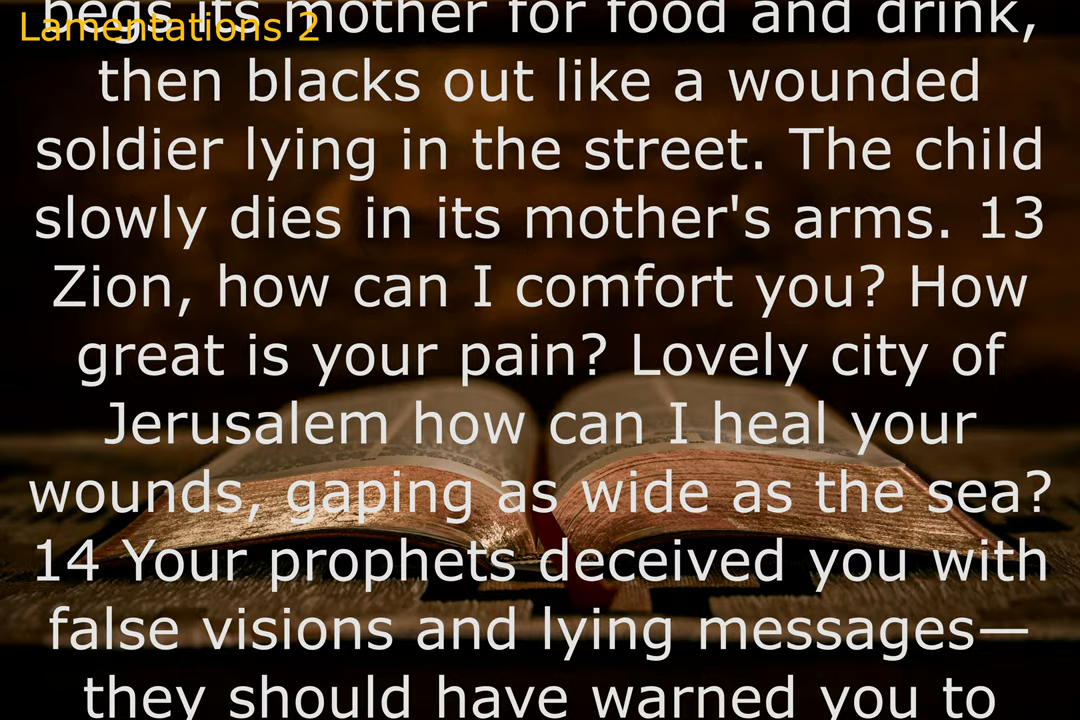 Lamentations 2
begs its mother for food and drink,
then blacks out like a wounded
soldier lying in the street. The child
slowly dies in its mother's arms. 13
Zion, how can I comfort you? How
great is your pain? Lovely city of
Jerusalem how can I heal your
wounds, gaping as wide as the sea?
14 Your prophets deceived you with
false visions and lying messages—
they should have warned you to